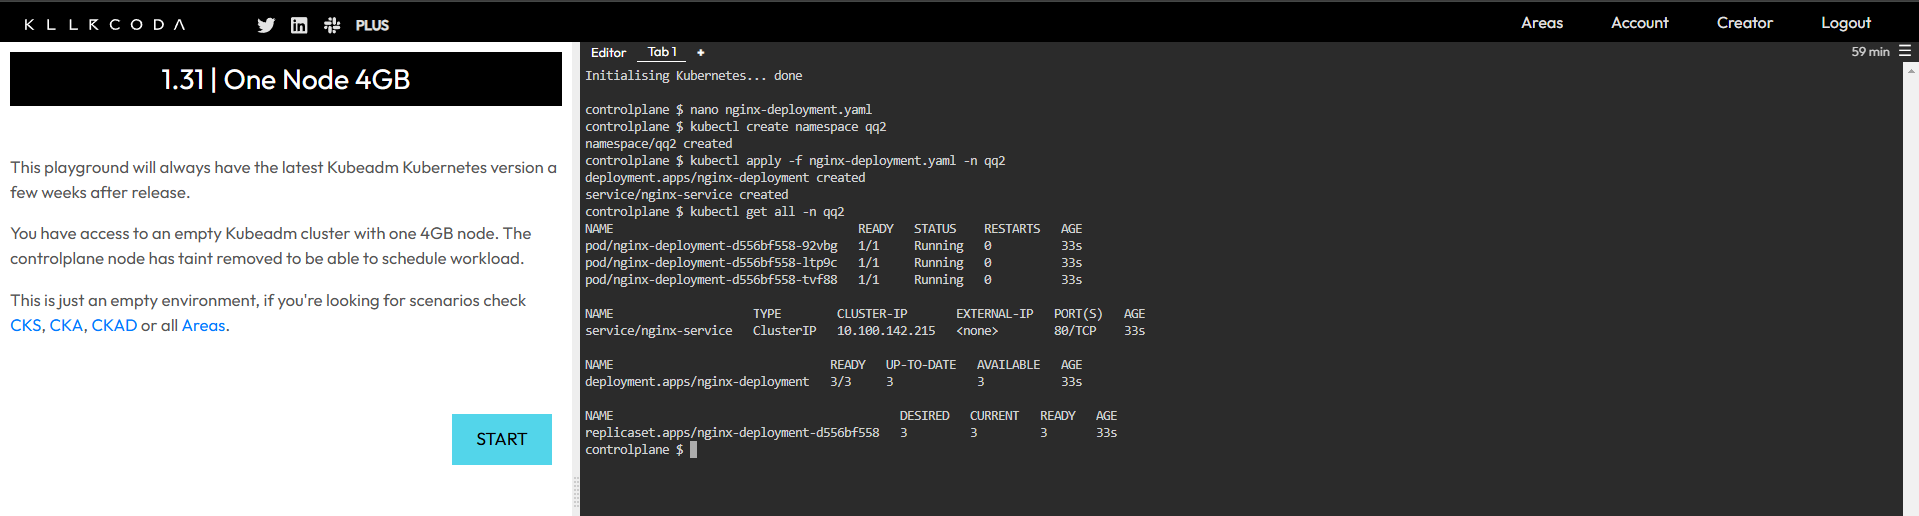 KILLERCODA PLUS Areas Account Creator Logout
1.31 | One Node 4GB
This playground will always have the latest Kubeadm Kubernetes version a
few weeks after release.
You have access to an empty Kubeadm cluster with one 4GB node. The
controlplane node has taint removed to be able to schedule workload.
This is just an empty environment, if you're looking for scenarios check
CKS, CKA, CKAD or all Areas.
START
Editor Tab 1 + 59 min
Initialising Kubernetes... done
controlplane $ nano nginx-deployment.yaml
controlplane $ kubectl create namespace qq2
namespace/qq2 created
controlplane $ kubectl apply -f nginx-deployment.yaml -n qq2
deployment.apps/nginx-deployment created
service/nginx-service created
controlplane $ kubectl get all -n qq2
NAME READY STATUS RESTARTS AGE
pod/nginx-deployment-d556bf558-92vbg 1/1 Running 0 33s
pod/nginx-deployment-d556bf558-ltp9c 1/1 Running 0 33s
pod/nginx-deployment-d556bf558-tvf88 1/1 Running 0 33s
NAME TYPE CLUSTER-IP EXTERNAL-IP PORT(S) AGE
service/nginx-service ClusterIP 10.100.142.215 <none> 80/TCP 33s
NAME READY UP-TO-DATE AVAILABLE AGE
deployment.apps/nginx-deployment 3/3 3 3 33s
NAME DESIRED CURRENT READY AGE
replicaset.apps/nginx-deployment-d556bf558 3 3 3 33s
controlplane $